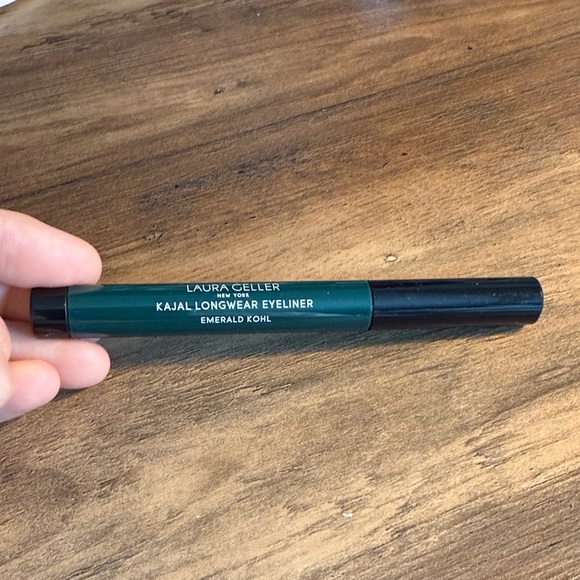 LAURA GELLER
NEW YORK
KAJAL LONGWEAR EYELINER
EMERALD KOHL